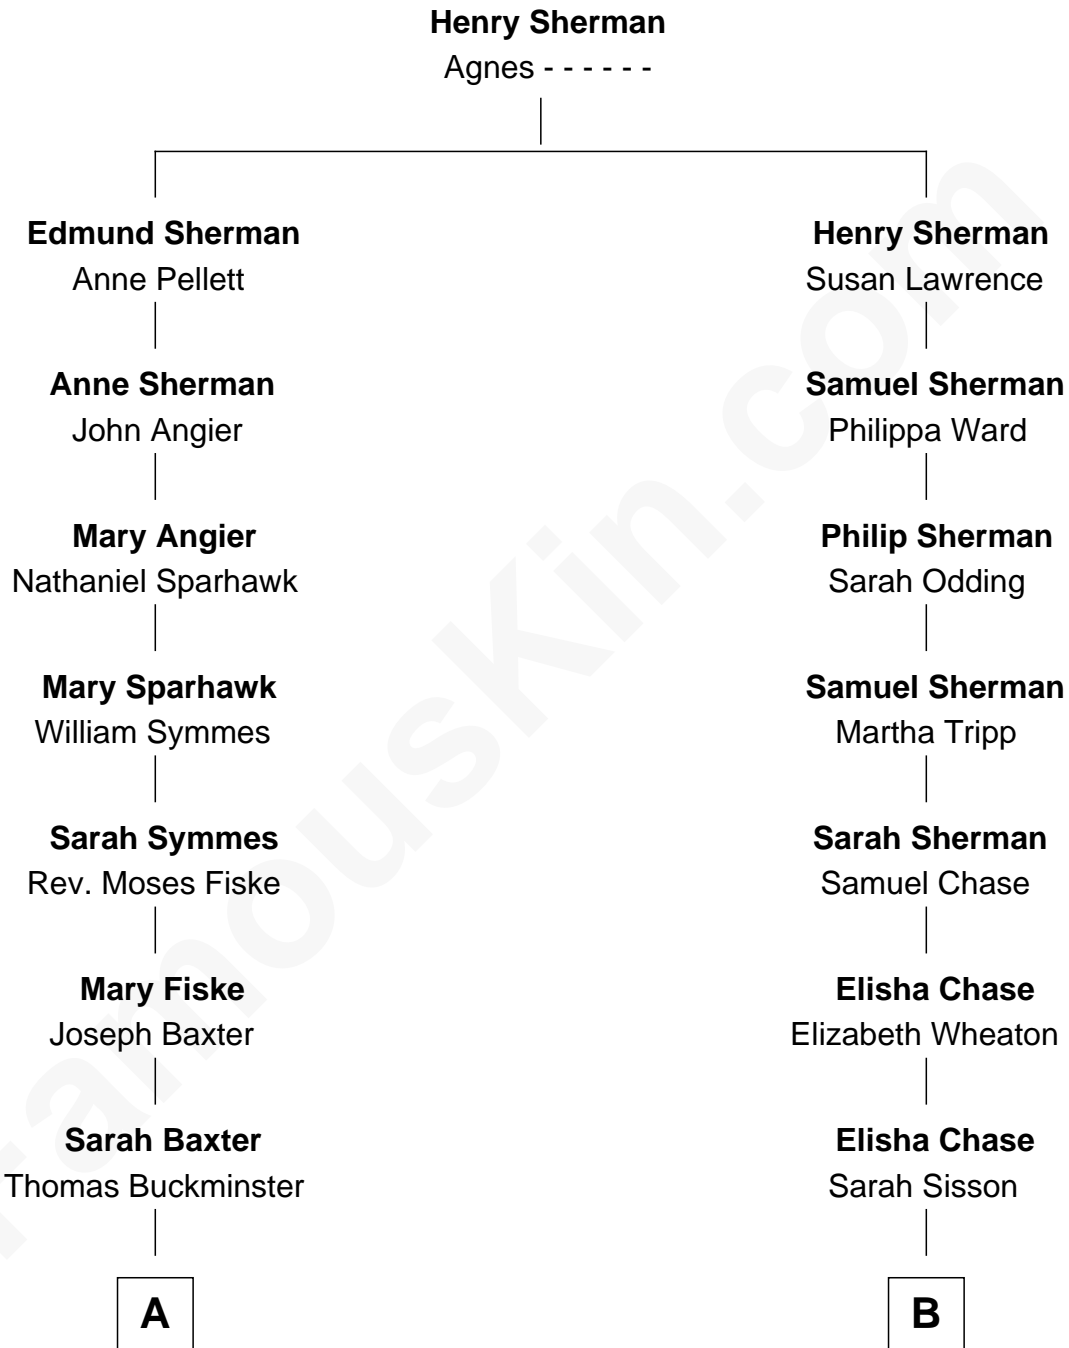 Henry Sherman
Agnes - - - - - -
Edmund Sherman
Anne Pellett
Henry Sherman
Susan Lawrence
Anne Sherman
John Angier
Samuel Sherman
Philippa Ward
Mary Angier
Nathaniel Sparhawk
Philip Sherman
Sarah Odding
Mary Sparhawk
William Symmes
Samuel Sherman
Martha Tripp
Sarah Symmes
Rev. Moses Fiske
Sarah Sherman
Samuel Chase
Mary Fiske
Joseph Baxter
Elisha Chase
Elizabeth Wheaton
Sarah Baxter
Thomas Buckminster
Elisha Chase
Sarah Sisson
A
B
FamousKin.com